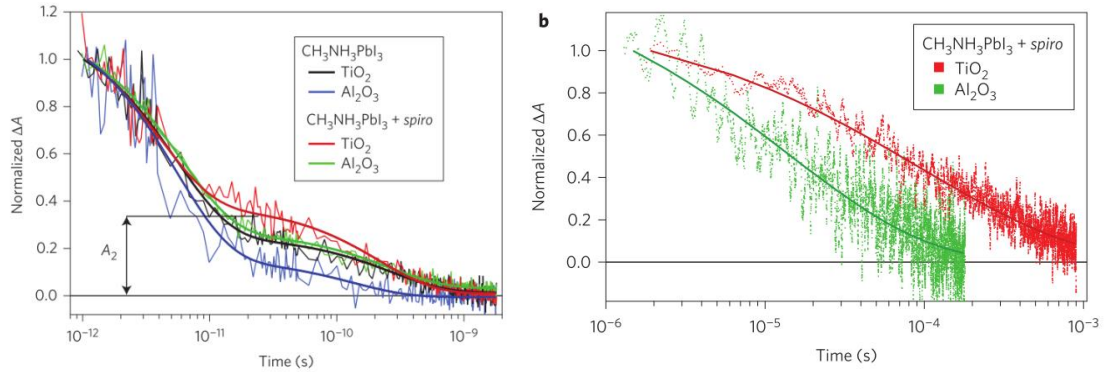 1.2
1.0
0.8
0.6
0.4
0.2
0.0
Normalized ΔA
A₂
CH₃NH₃PbI₃
TiO₂
Al₂O₃
CH₃NH₃PbI₃ + spiro
TiO₂
Al₂O₃
10⁻¹²
10⁻¹¹
10⁻¹⁰
10⁻⁹
Time (s)
b
1.0
0.8
0.6
0.4
0.2
0.0
Normalized ΔA
CH₃NH₃PbI₃ + spiro
TiO₂
Al₂O₃
10⁻⁶
10⁻⁵
10⁻⁴
10⁻³
Time (s)